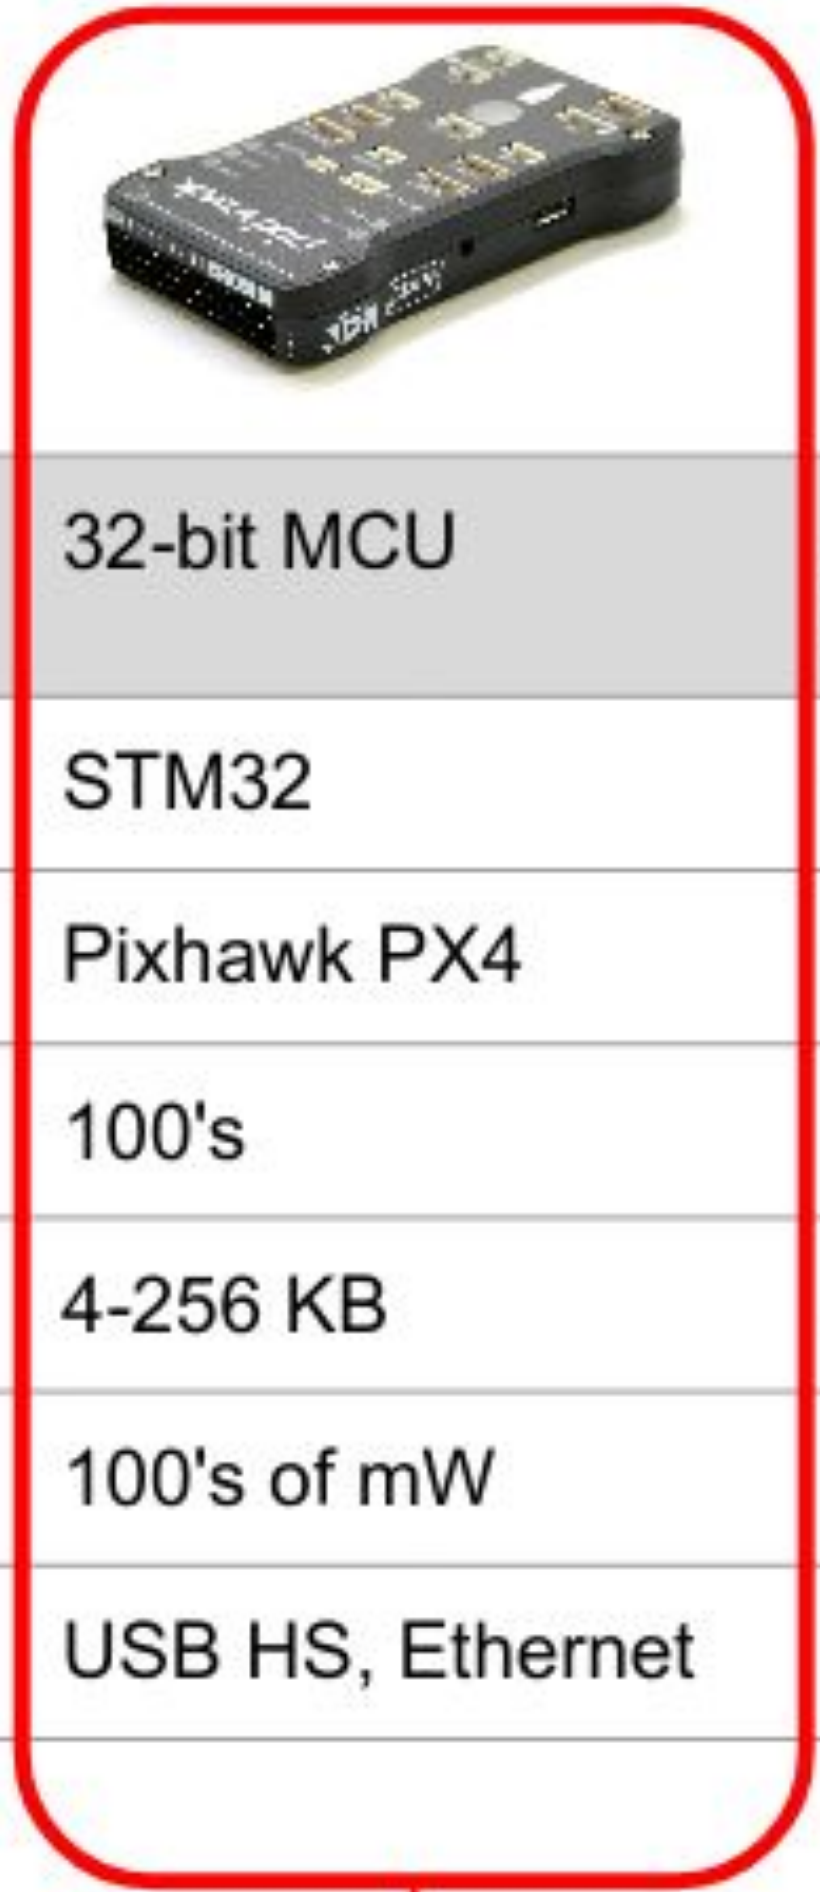 32-bit MCU
STM32
Pixhawk PX4
100's
4-256 KB
100's of mW
USB HS, Ethernet